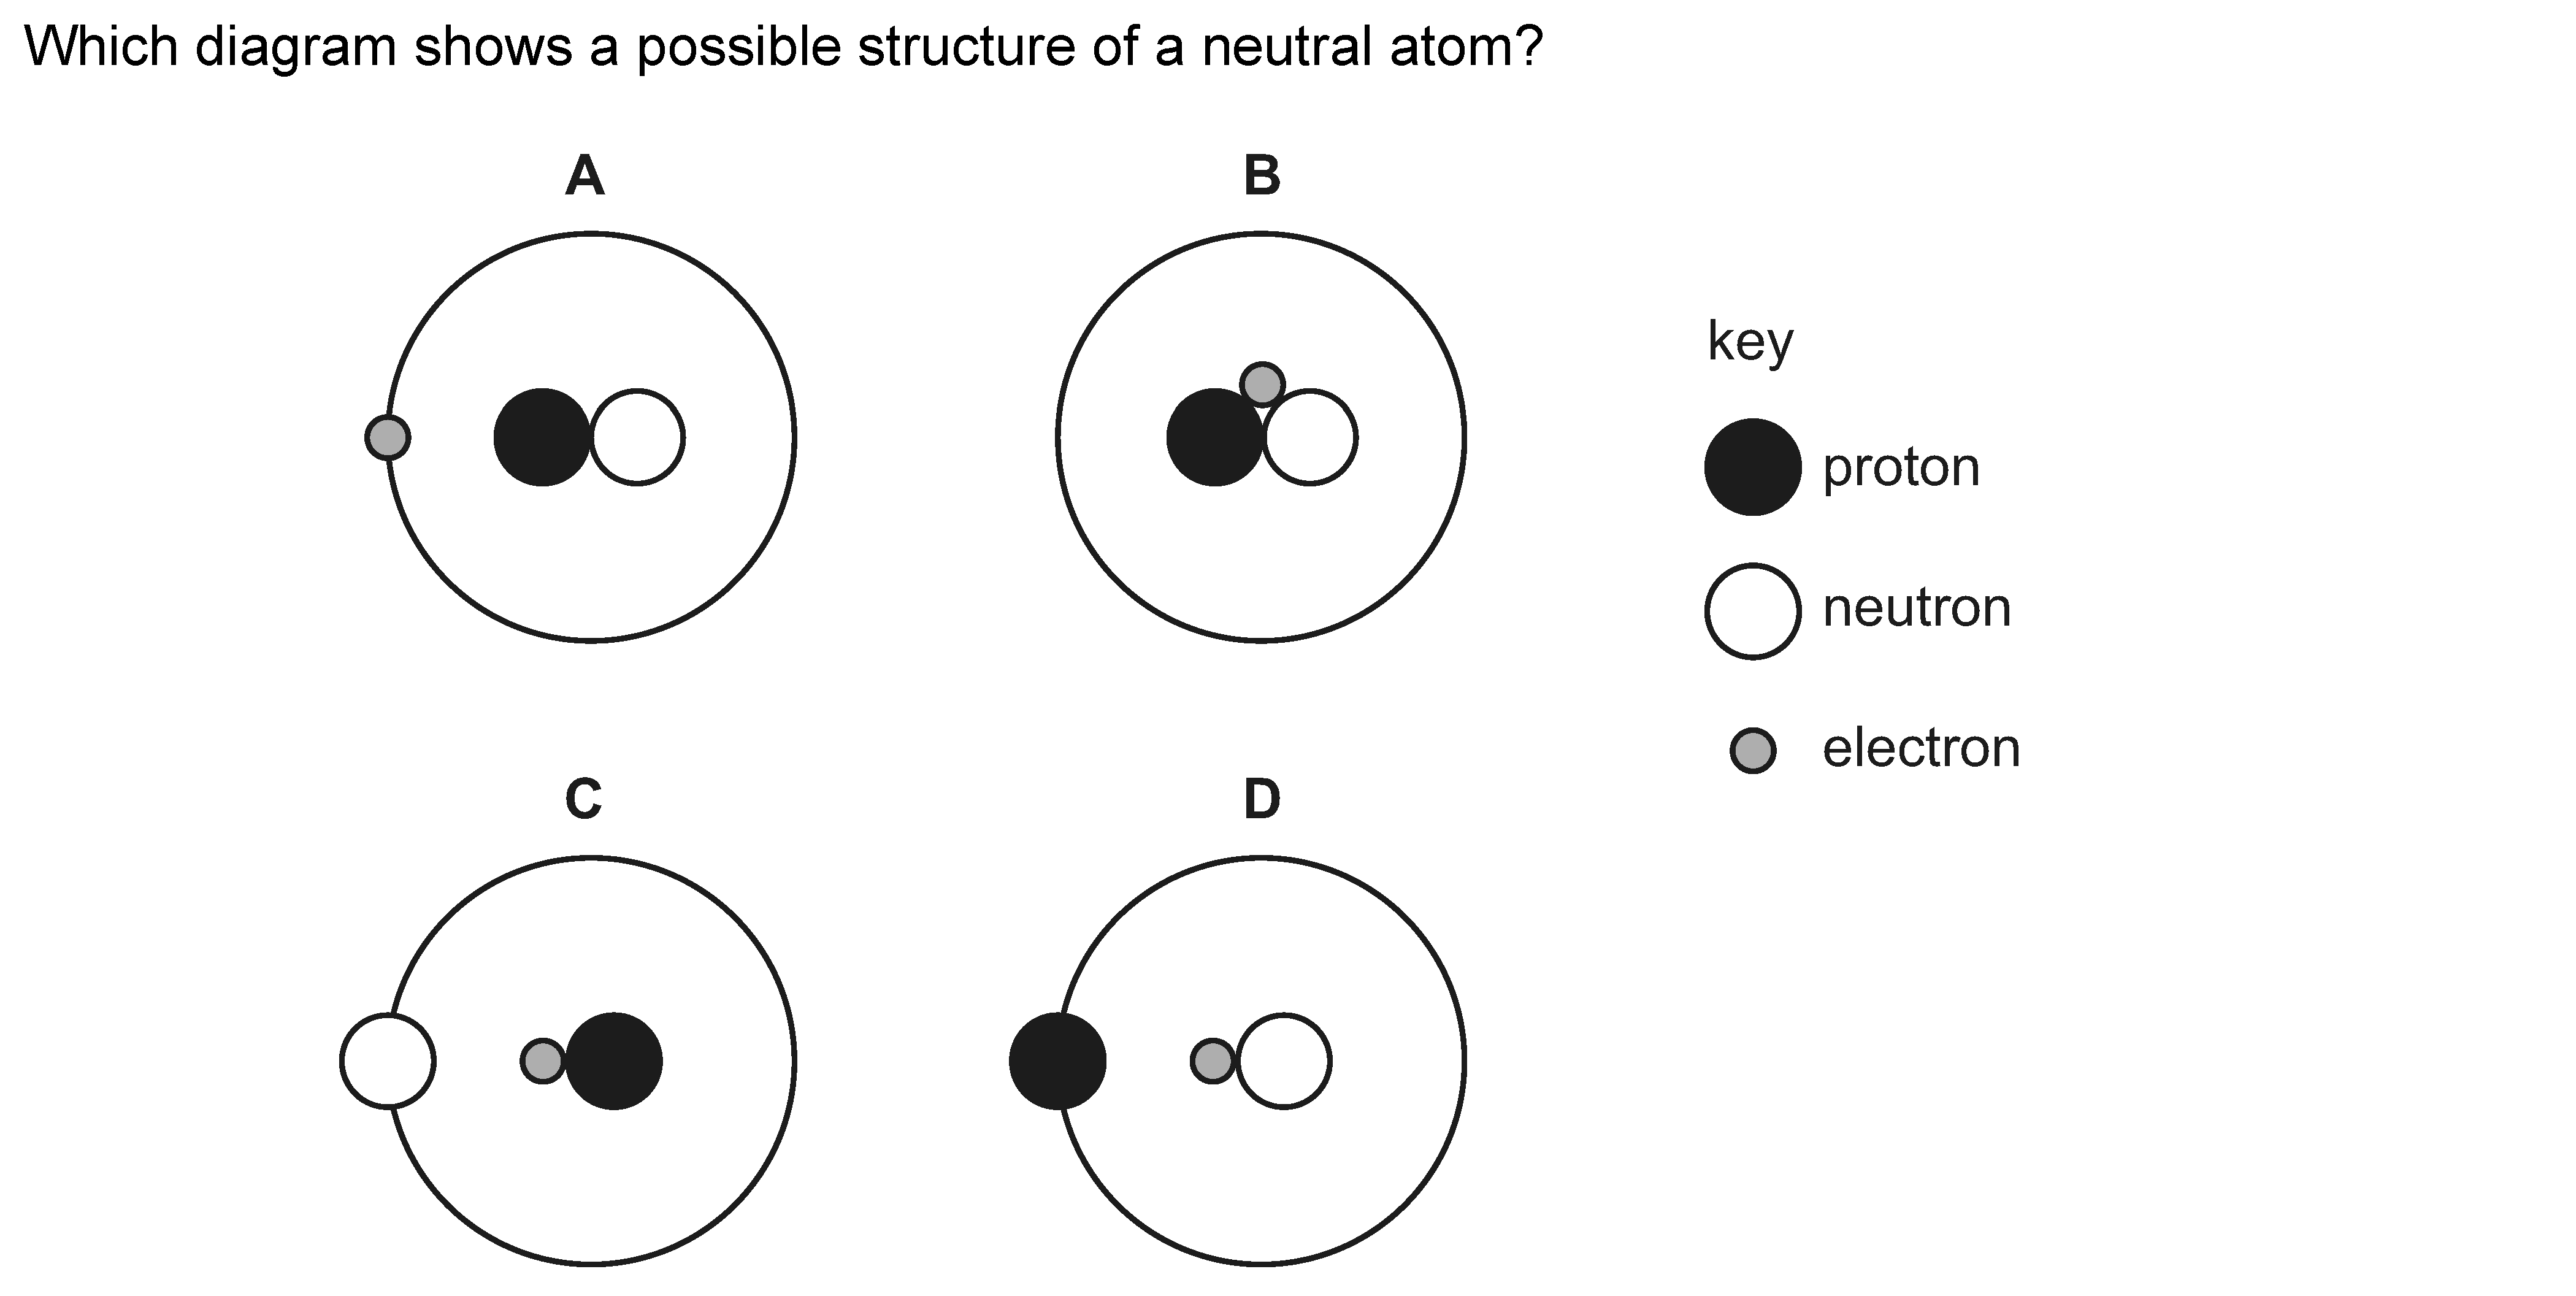 Which diagram shows a possible structure of a neutral atom?
A
B
key
proton
neutron
electron
C
D